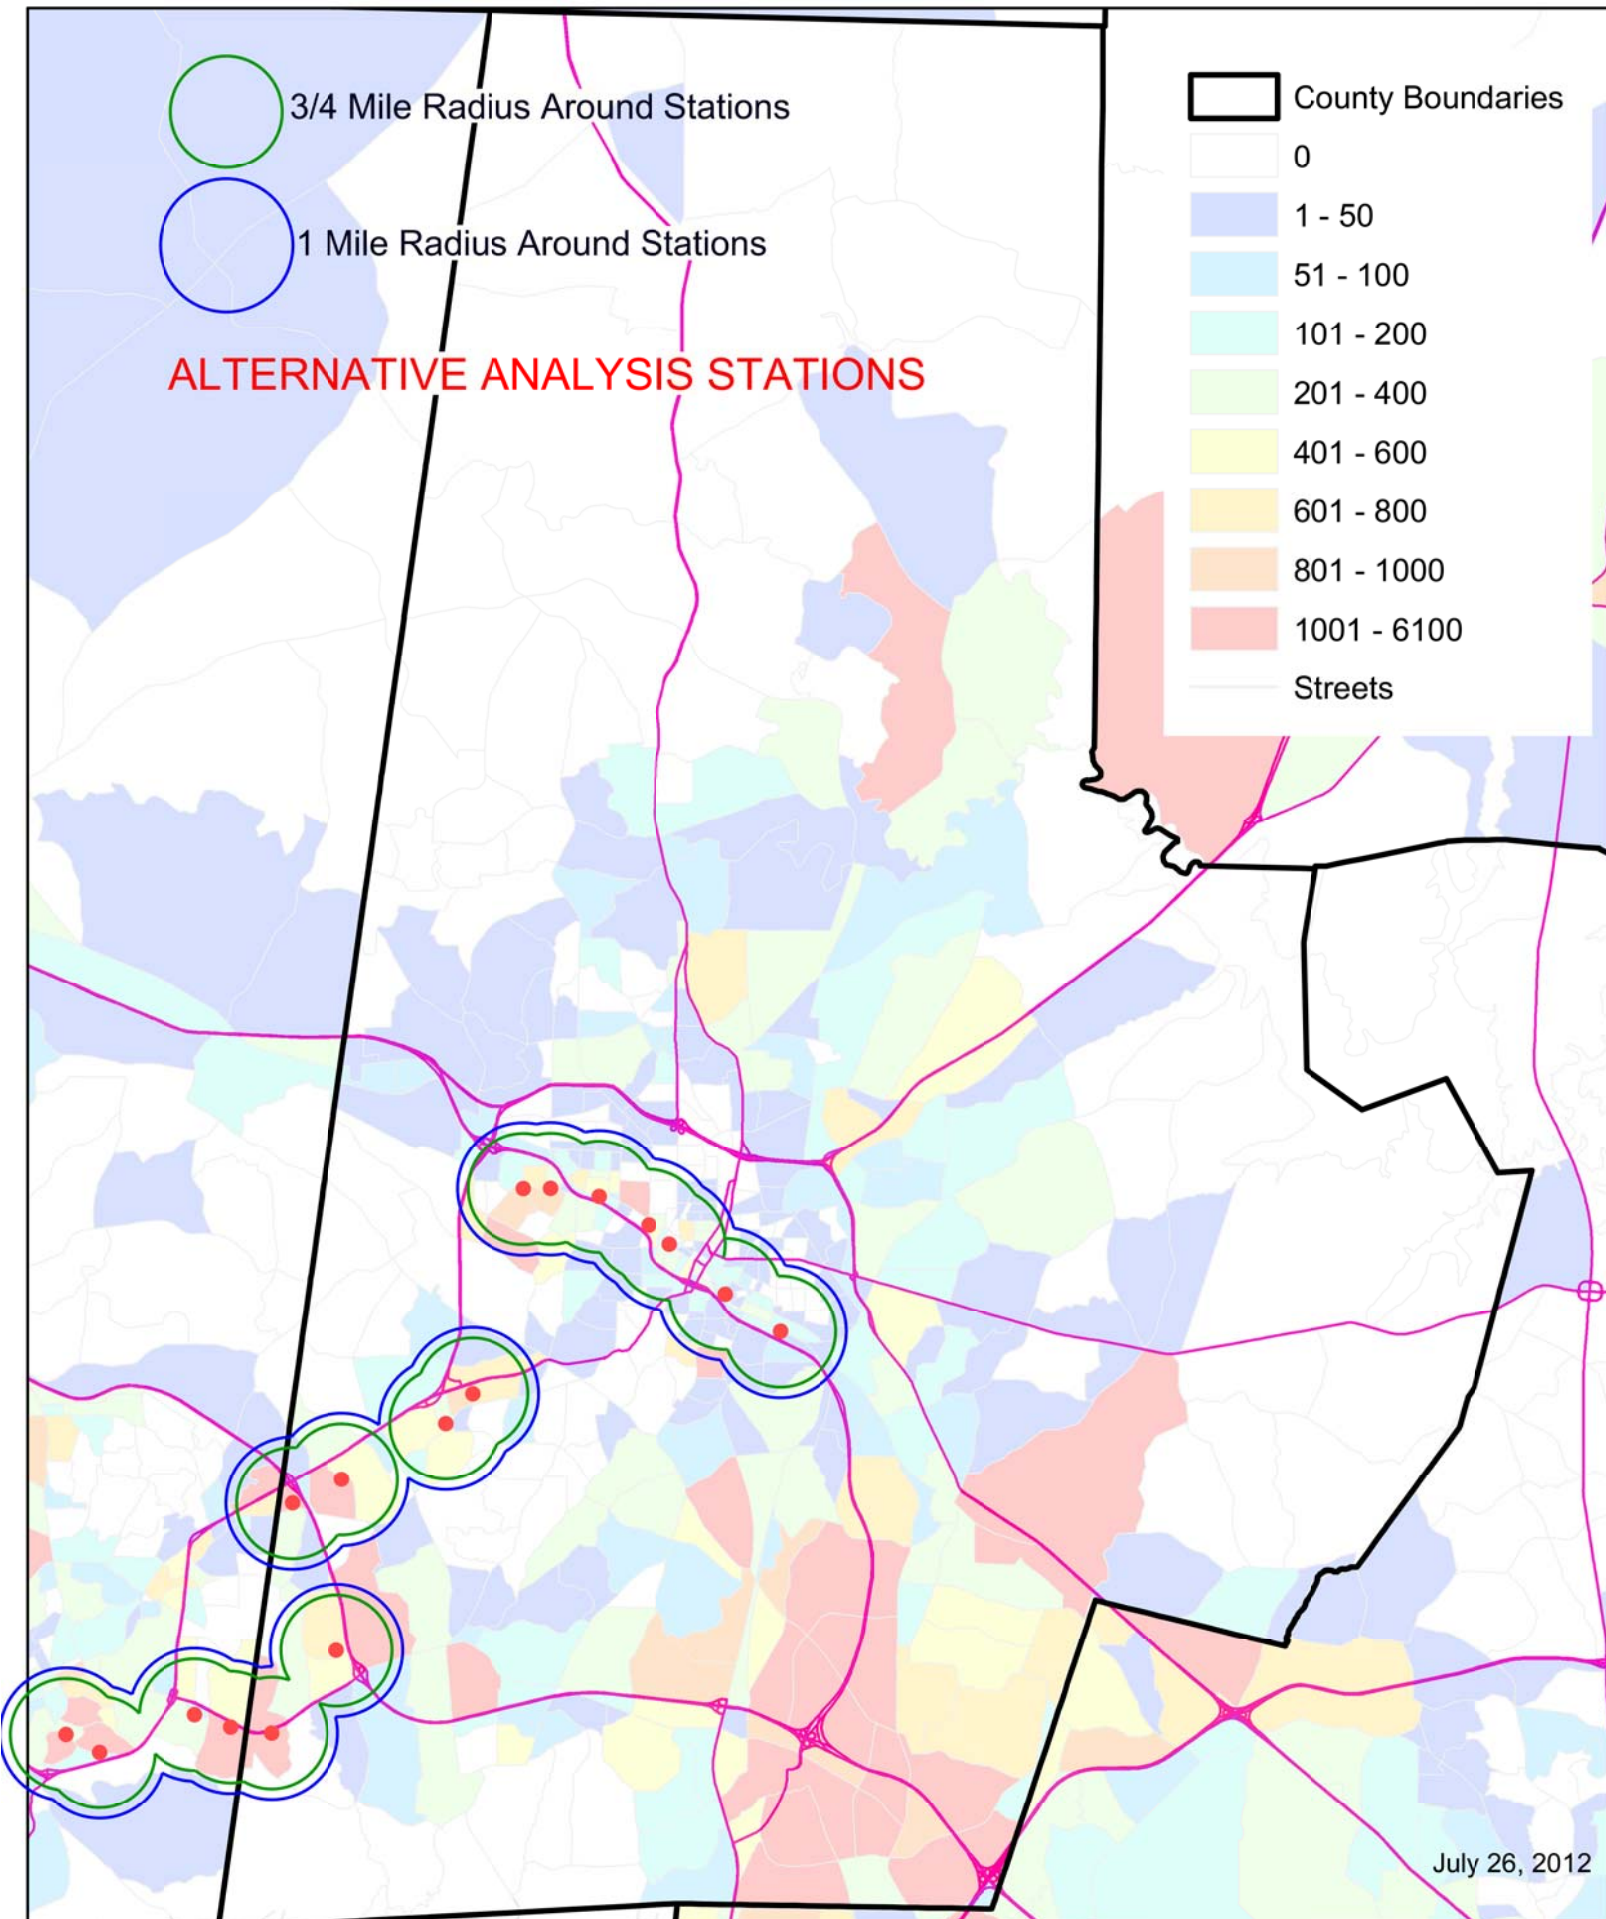 3/4 Mile Radius Around Stations
1 Mile Radius Around Stations
ALTERNATIVE ANALYSIS STATIONS
County Boundaries
0
1 - 50
51 - 100
101 - 200
201 - 400
401 - 600
601 - 800
801 - 1000
1001 - 6100
Streets
July 26, 2012